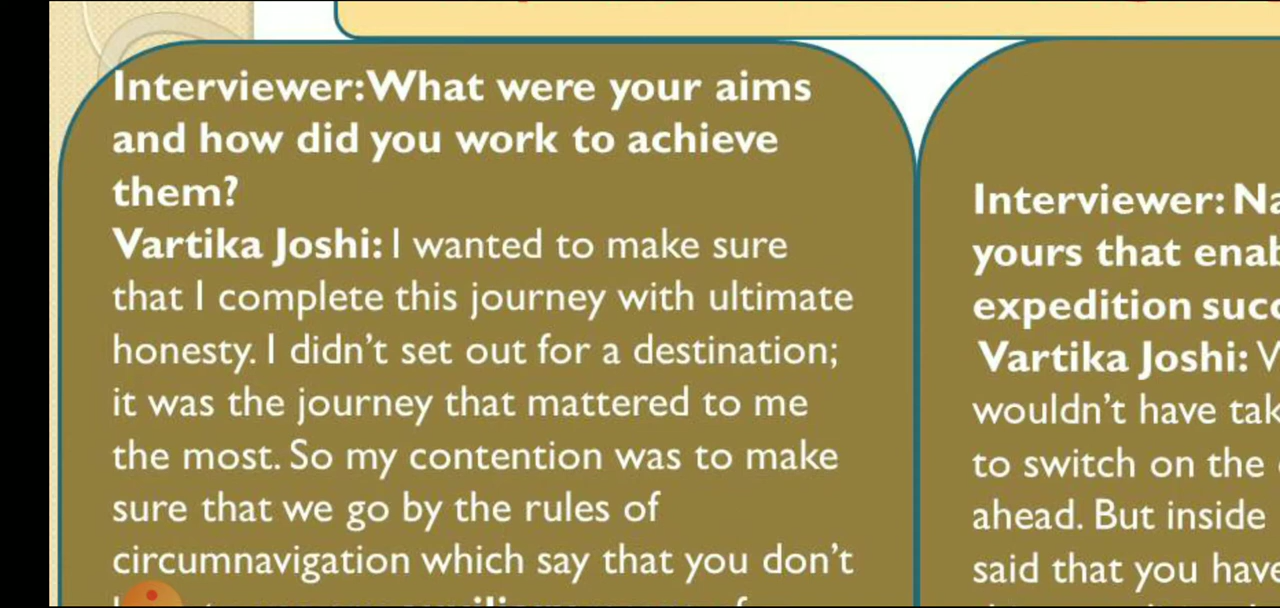 Interviewer: What were your aims
and how did you work to achieve
them?
Vartika Joshi: I wanted to make sure
that I complete this journey with ultimate
honesty. I didn't set out for a destination;
it was the journey that mattered to me
the most. So my contention was to make
sure that we go by the rules of
circumnavigation which say that you don't
Interviewer:
yours that
expedition
Vartika Joshi:
wouldn't have
to switch on the
ahead. But inside
said that you have